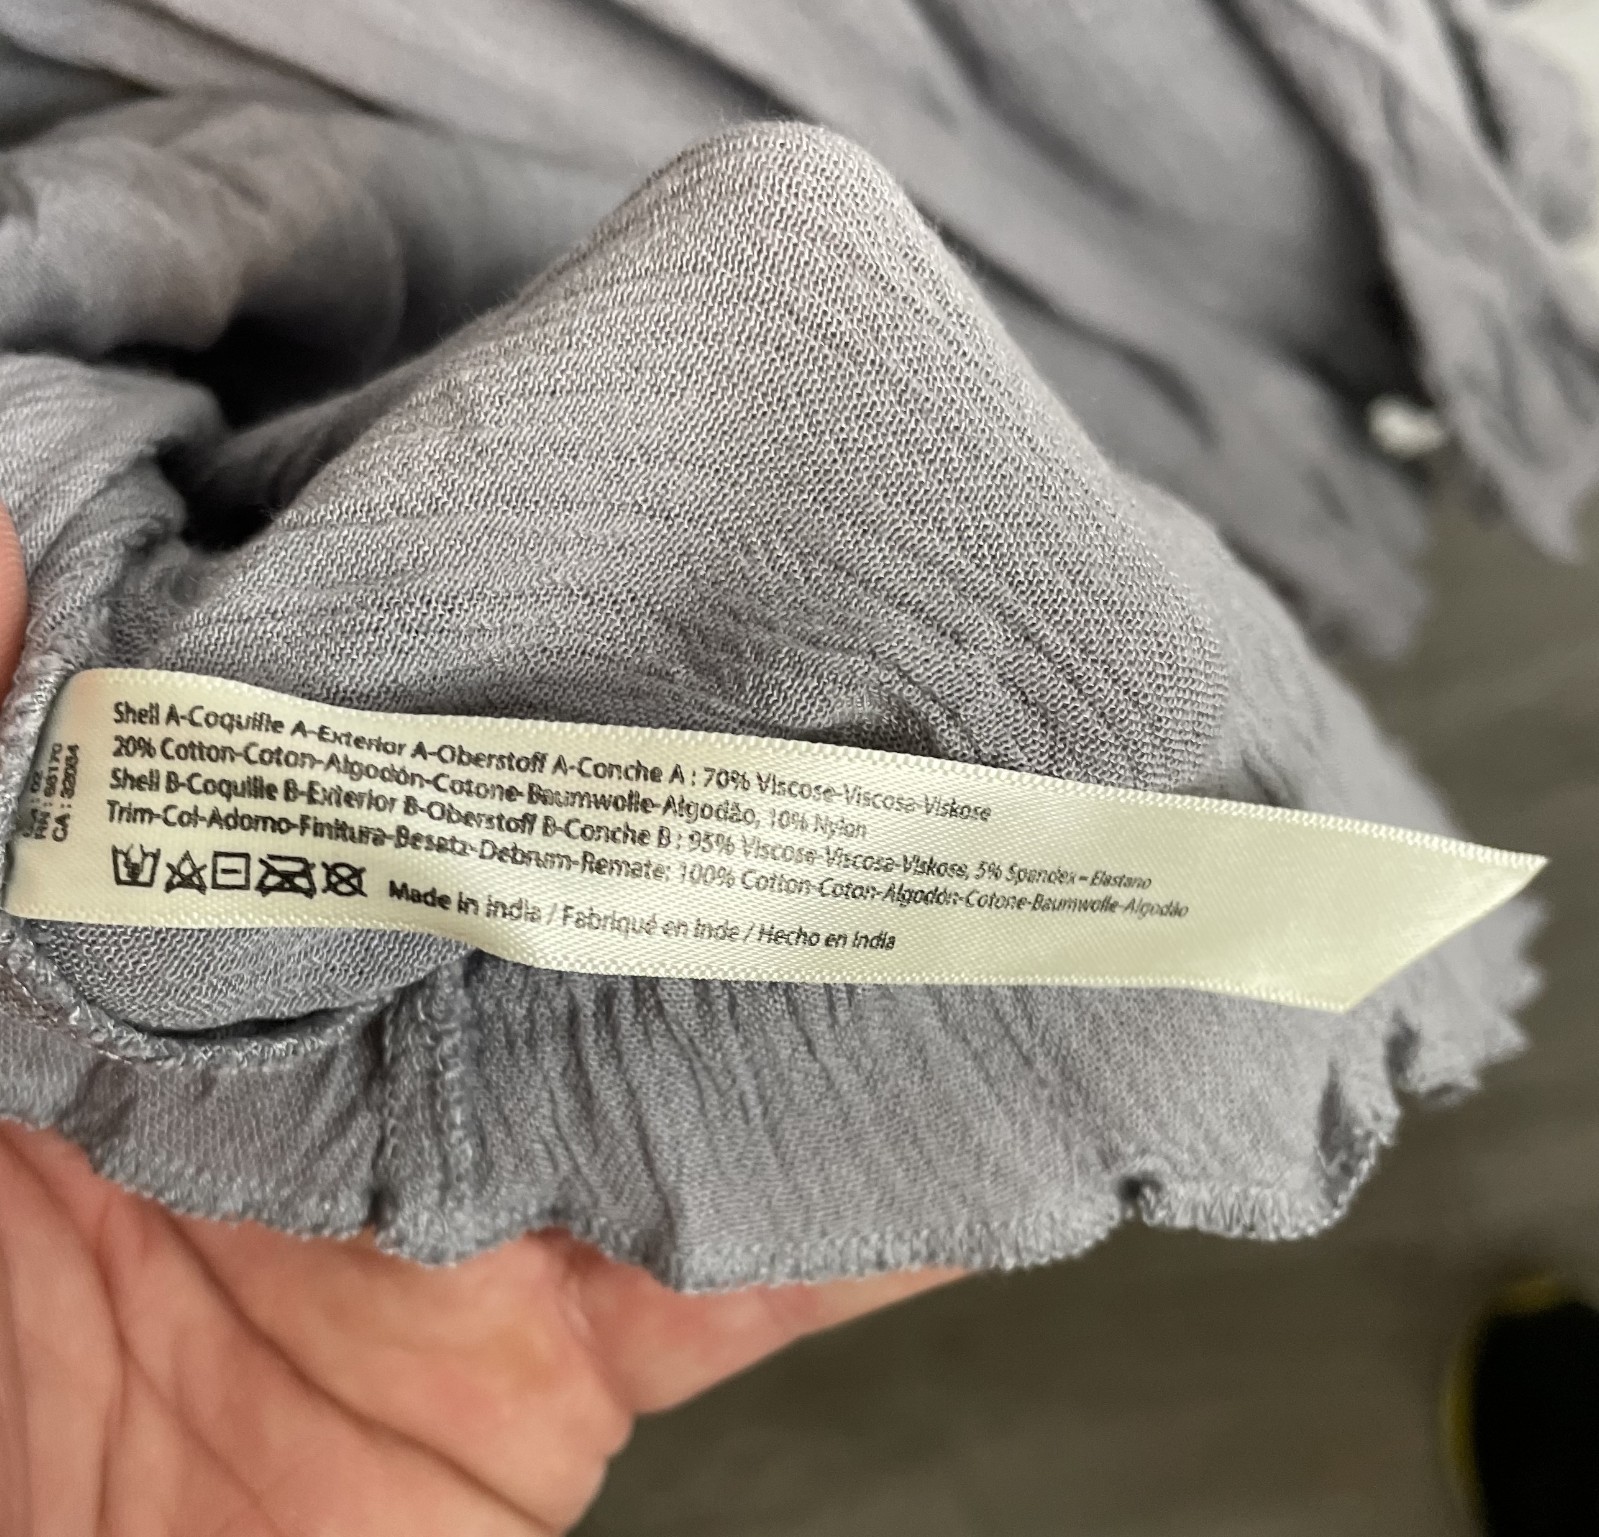 Shell A-Coquille A-Exterior A-Oberstoff A-Conche A : 70% Viscose-Viscosa-Viskose
20% Cotton-Coton-Algodón-Cotone-Baumwolle-Algodão, 10% Nylon
Shell B-Coquille B-Exterior B-Oberstoff B-Conche B : 95% Viscose-Viscosa-Viskose, 5% Spandex – Elastano
Trim-Col-Adorno-Finitura-Besatz-Debrum-Remate: 100% Cotton-Coton-Algodón-Cotone-Baumwolle-Algodão
Made in India / Fabriqué en Inde / Hecho en India
RN :
CA :